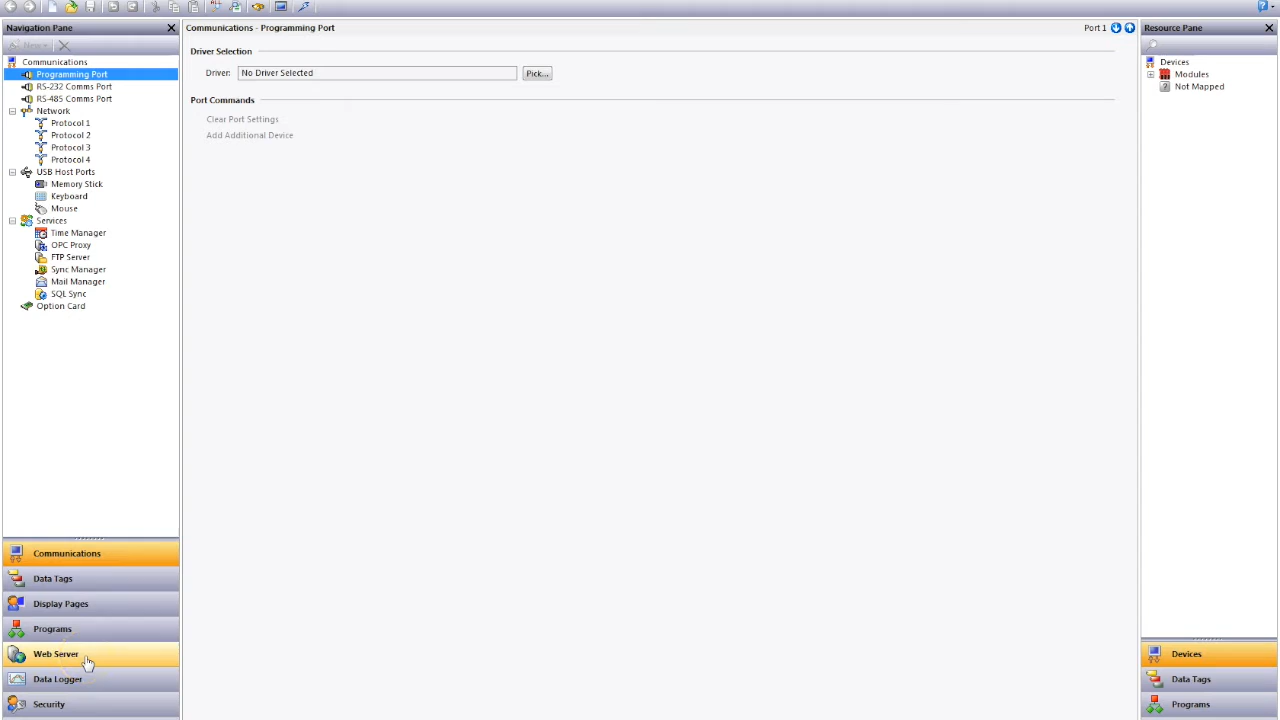 Navigation Pane
New
Communications
Programming Port
RS-232 Comms Port
RS-485 Comms Port
Network
Protocol 1
Protocol 2
Protocol 3
Protocol 4
USB Host Ports
Memory Stick
Keyboard
Mouse
Services
Time Manager
OPC Proxy
FTP Server
Sync Manager
Mail Manager
SQL Sync
Option Card
Communications
Data Tags
Display Pages
Programs
Web Server
Data Logger
Security
Communications - Programming Port
Port 1
Driver Selection
Driver: No Driver Selected Pick...
Port Commands
Clear Port Settings
Add Additional Device
Resource Pane
Devices
Modules
Not Mapped
Devices
Data Tags
Programs